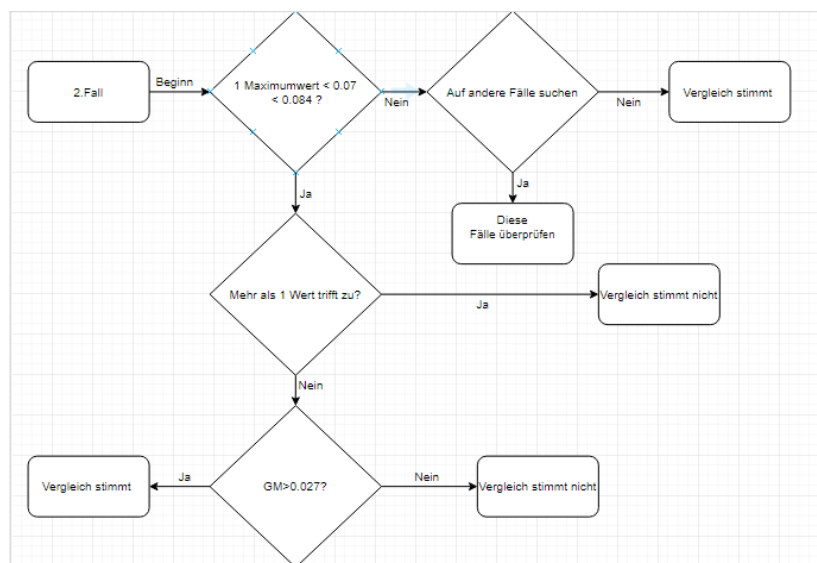 2.Fall
Beginn
1 Maximumwert < 0.07
< 0.084 ?
Nein
Auf andere Fälle suchen
Nein
Vergleich stimmt
Ja
Ja
Diese
Fälle überprüfen
Mehr als 1 Wert trifft zu?
Ja
Vergleich stimmt nicht
Nein
Vergleich stimmt
Ja
GM>0.027?
Nein
Vergleich stimmt nicht